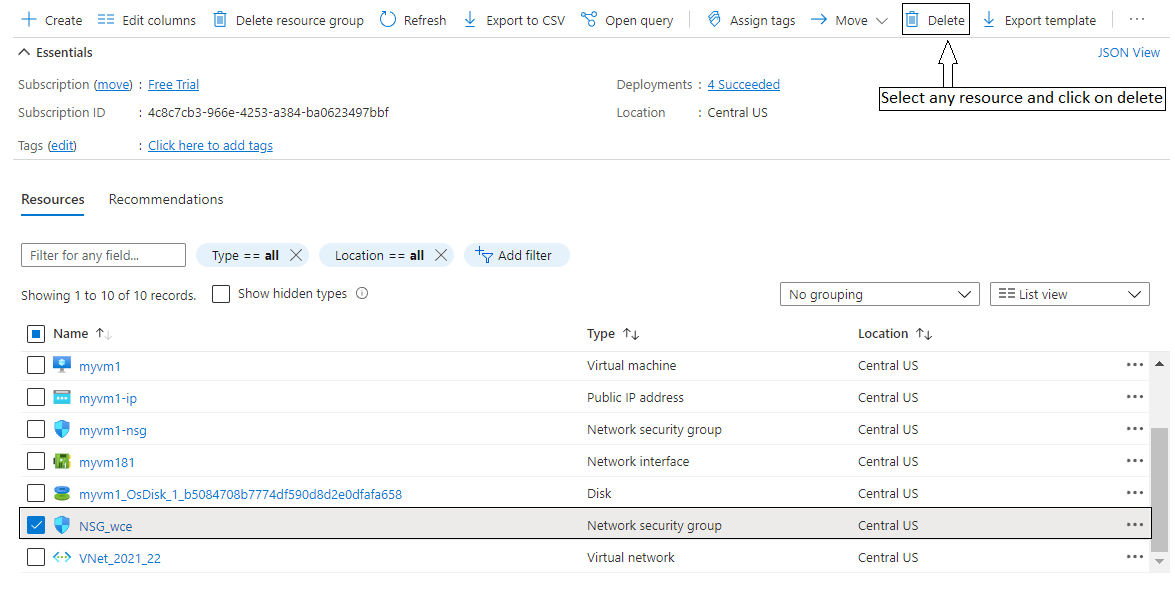 Create Edit columns Delete resource group Refresh Export to CSV Open query Assign tags Move Delete Export template ...
Essentials JSON View
Subscription (move) : Free Trial Deployments : 4 Succeeded
Select any resource and click on delete
Subscription ID : 4c8c7cb3-966e-4253-a384-ba0623497bbf Location : Central US
Tags (edit) : Click here to add tags
Resources Recommendations
Filter for any field... Type == all Location == all Add filter
Showing 1 to 10 of 10 records. Show hidden types No grouping List view
Name Type Location
myvm1 Virtual machine Central US ...
myvm1-ip Public IP address Central US ...
myvm1-nsg Network security group Central US ...
myvm181 Network interface Central US ...
myvm1_OsDisk_1_b5084708b7774df590d8d2e0dfafa658 Disk Central US ...
NSG_wce Network security group Central US ...
VNet_2021_22 Virtual network Central US ...